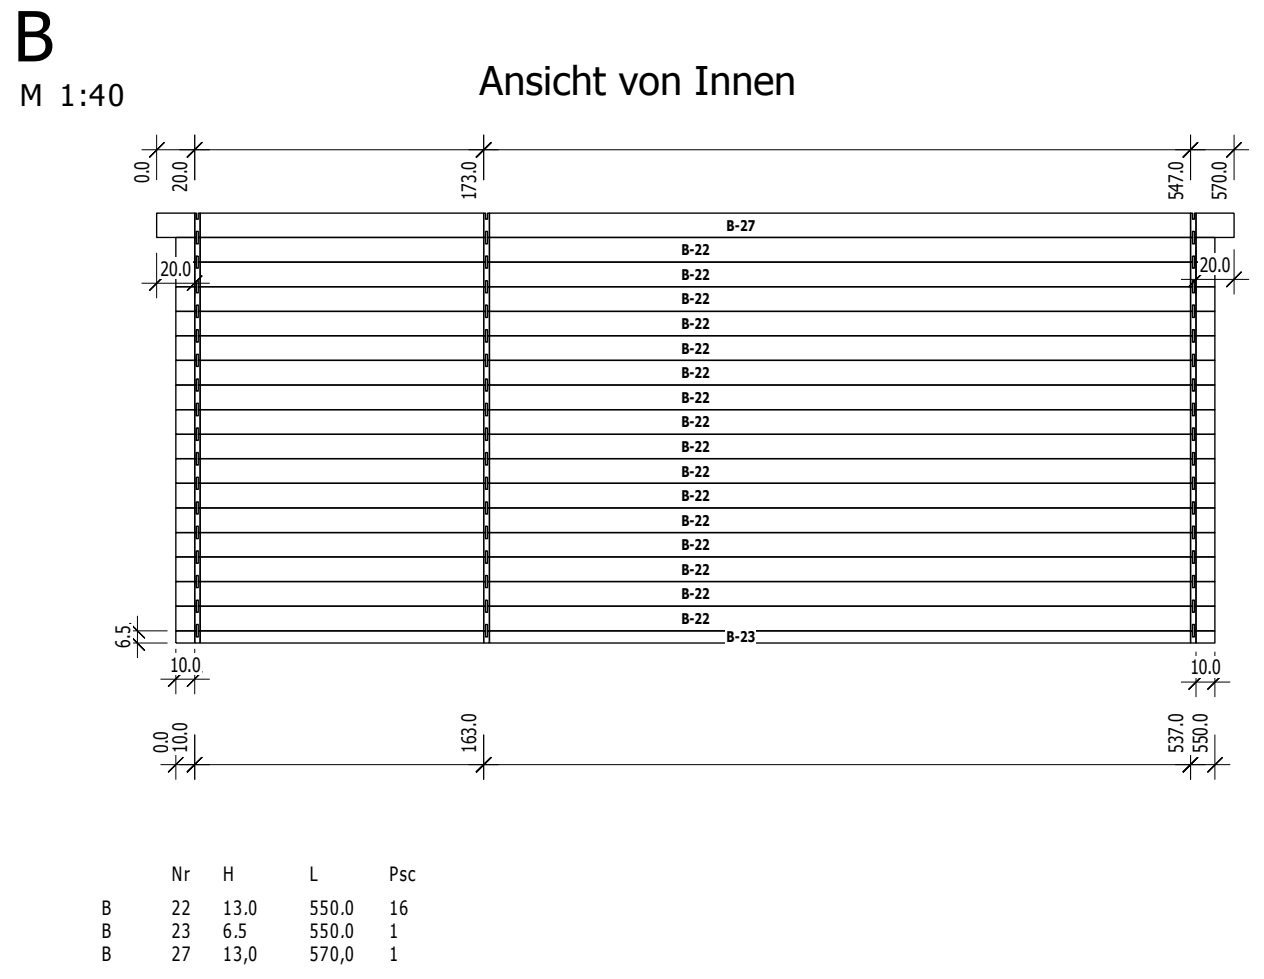 B
M 1:40
Ansicht von Innen
0.0 20.0 173.0 547.0 570.0
B-27
B-22
20.0 B-22 20.0
B-22
B-22
B-22
B-22
B-22
B-22
B-22
B-22
B-22
B-22
B-22
B-22
B-22
B-22
6.5 B-23
10.0 10.0
0.0 10.0 163.0 537.0 550.0
Nr H L Psc
B 22 13.0 550.0 16
B 23 6.5 550.0 1
B 27 13,0 570,0 1